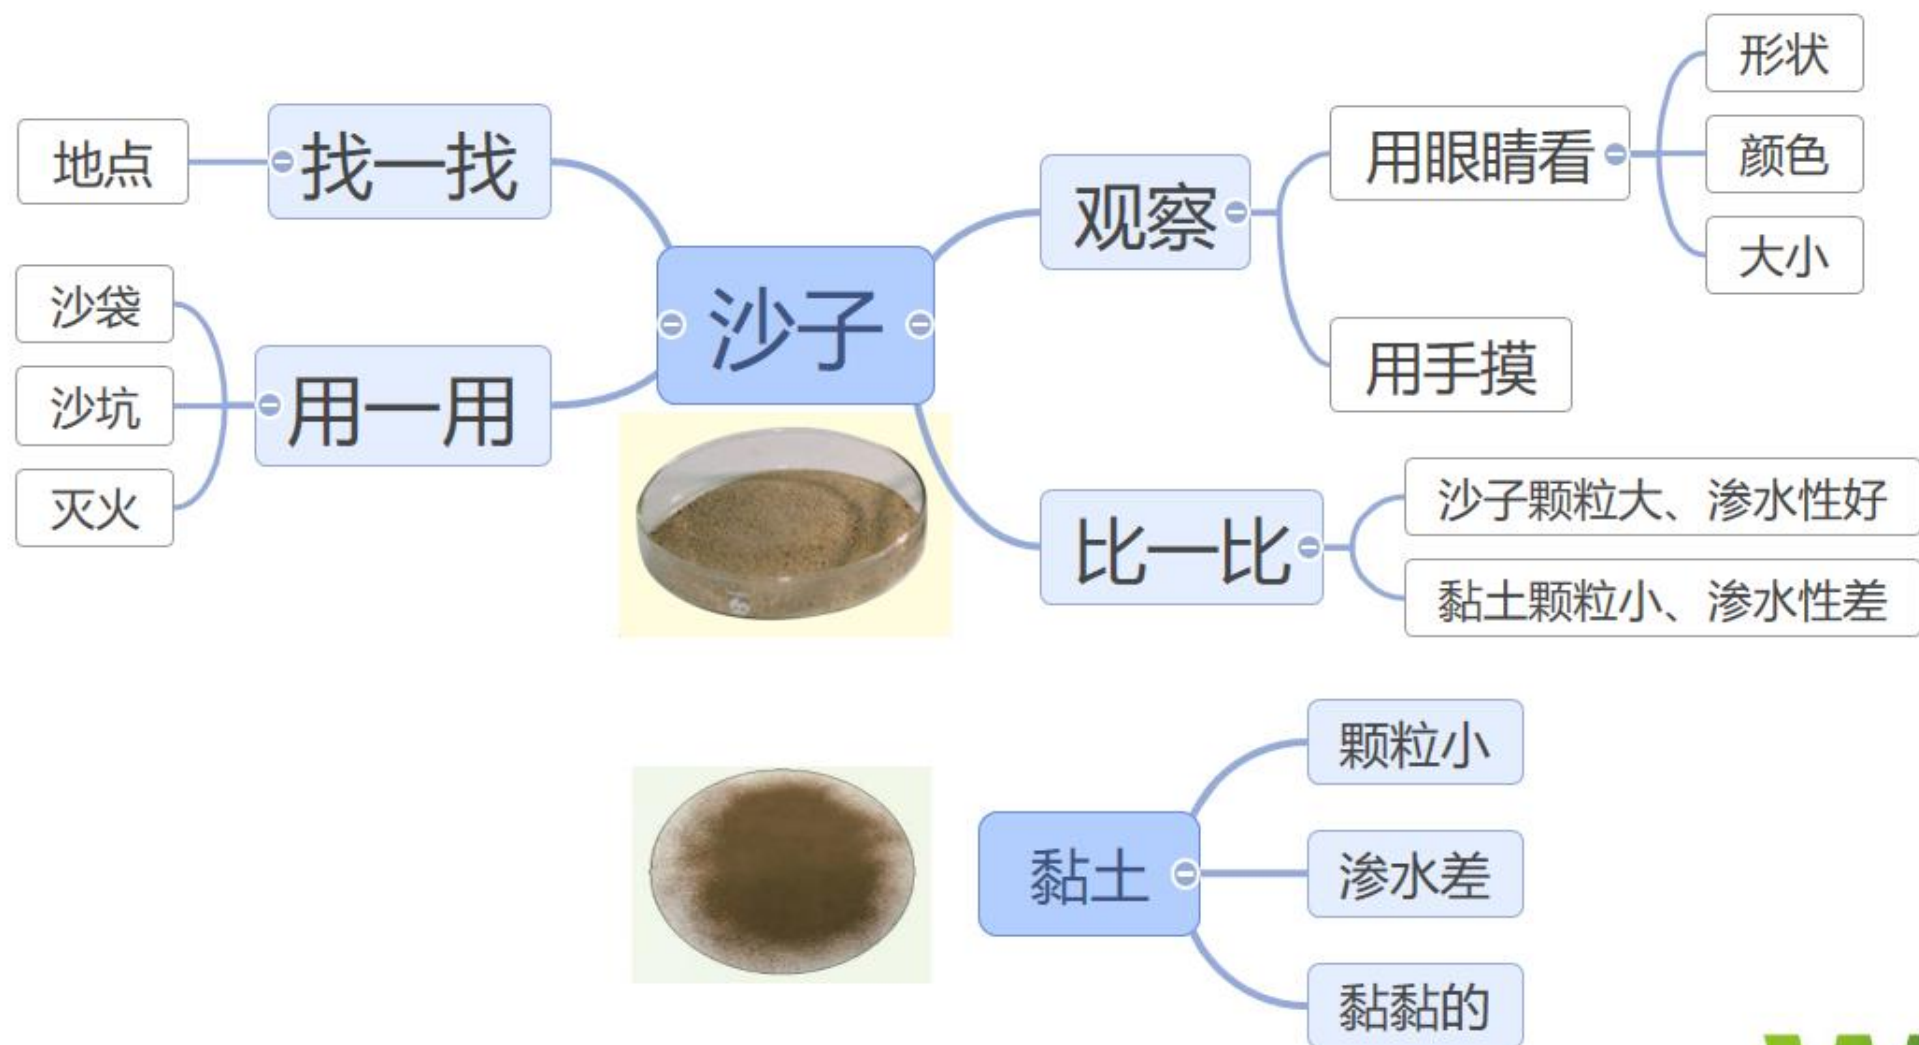 沙子
找一找
地点
用一用
沙袋
沙坑
灭火
观察
用眼睛看
形状
颜色
大小
用手摸
比一比
沙子颗粒大、渗水性好
黏土颗粒小、渗水性差
黏土
颗粒小
渗水差
黏黏的